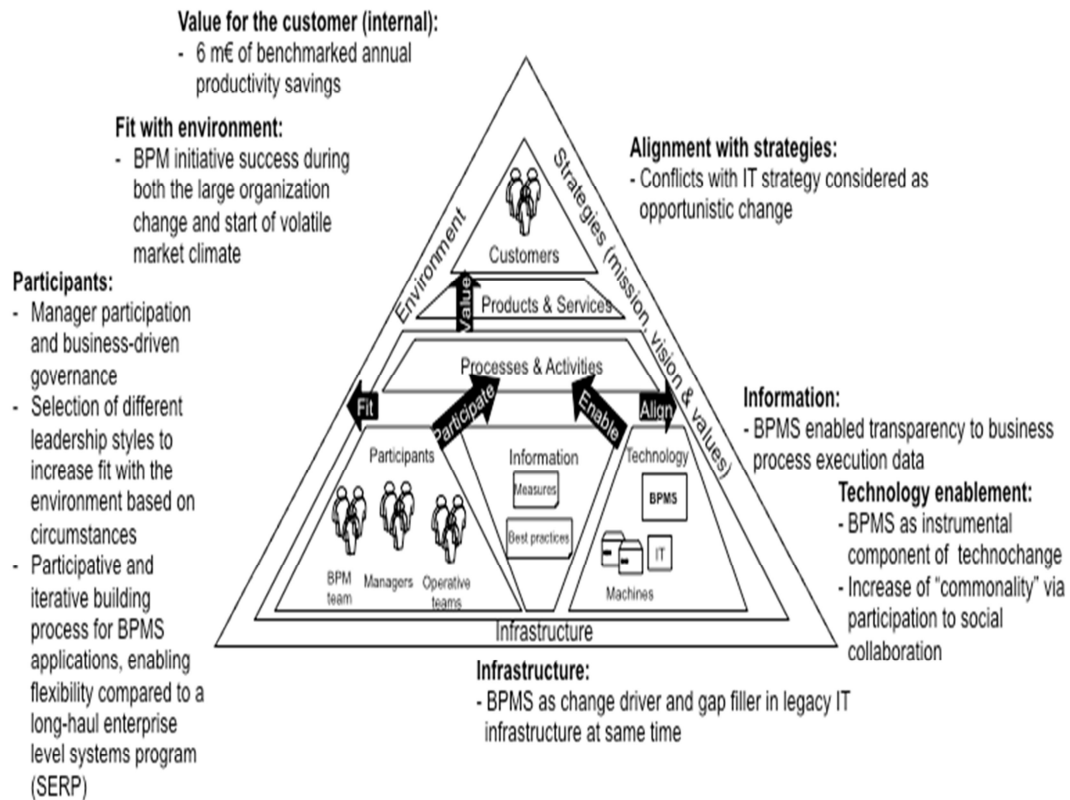 Value for the customer (internal):
- 6 m€ of benchmarked annual
productivity savings
Fit with environment:
- BPM initiative success during
both the large organization
change and start of volatile
market climate
Participants:
- Manager participation
and business-driven
governance
- Selection of different
leadership styles to
increase fit with the
environment based on
circumstances
- Participative and
iterative building
process for BPMS
applications, enabling
flexibility compared to a
long-haul enterprise
level systems program
(SERP)
Alignment with strategies:
- Conflicts with IT strategy considered as
opportunistic change
Environment
Strategies (mission, vision & values)
Customers
Value
Products & Services
Processes & Activities
Fit
Participate
Enable
Align
Participants
BPM
team
Managers
Operative
teams
Information
Measures
Best practices
Technology
BPMS
IT
Machines
Infrastructure
Information:
- BPMS enabled transparency to business
process execution data
Technology enablement:
- BPMS as instrumental
component of technochange
- Increase of "commonality" via
participation to social
collaboration
Infrastructure:
- BPMS as change driver and gap filler in legacy IT
infrastructure at same time